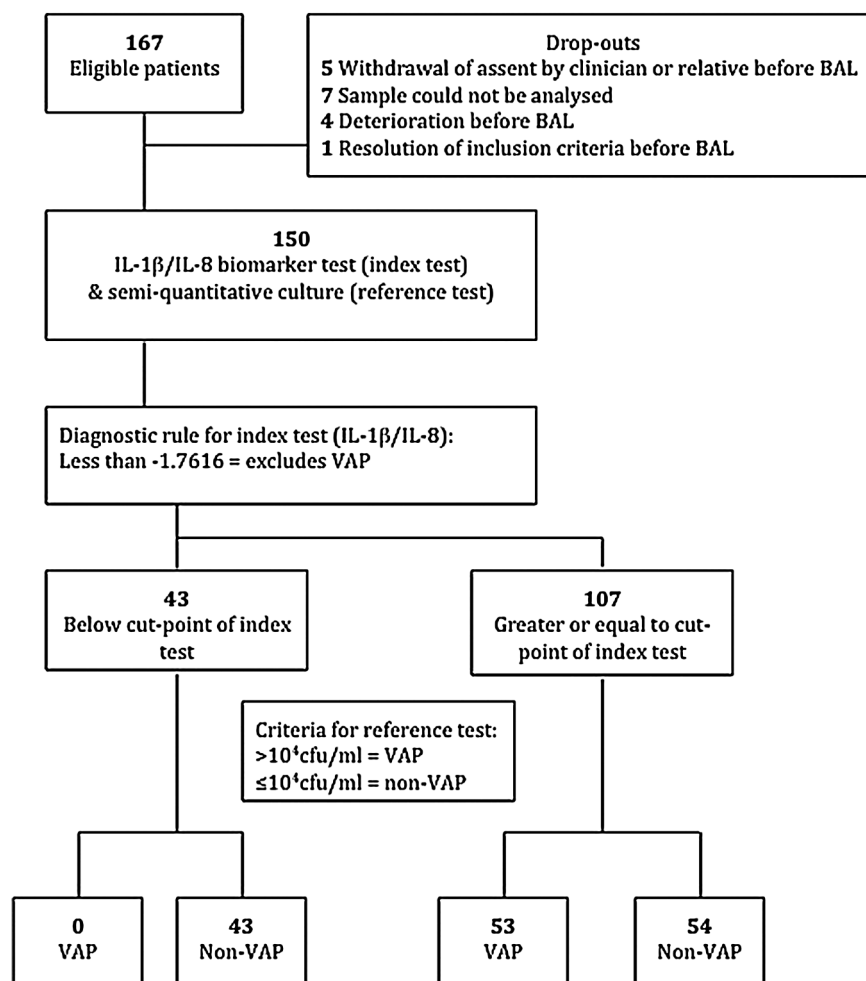 167
Eligible patients
Drop-outs
5 Withdrawal of assent by clinician or relative before BAL
7 Sample could not be analysed
4 Deterioration before BAL
1 Resolution of inclusion criteria before BAL
150
IL-1β/IL-8 biomarker test (index test)
& semi-quantitative culture (reference test)
Diagnostic rule for index test (IL-1β/IL-8):
Less than -1.7616 = excludes VAP
43
Below cut-point of index
test
107
Greater or equal to cut-
point of index test
Criteria for reference test:
>10⁴cfu/ml = VAP
≤10⁴cfu/ml = non-VAP
0
VAP
43
Non-VAP
53
VAP
54
Non-VAP